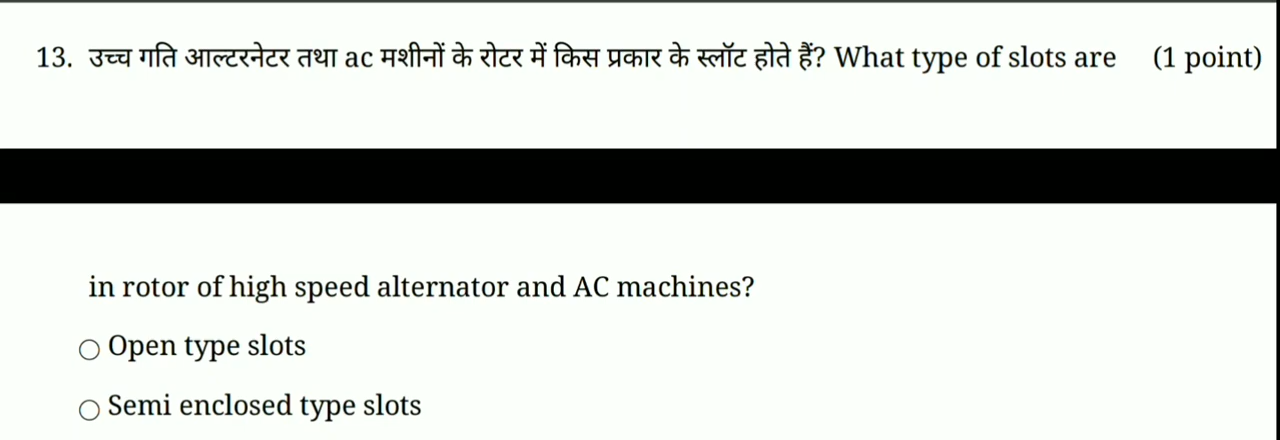 13. उच्च गति आल्टरनेटर तथा ac मशीनों के रोटर में किस प्रकार के स्लॉट होते हैं? What type of slots are (1 point)
in rotor of high speed alternator and AC machines?
Open type slots
Semi enclosed type slots